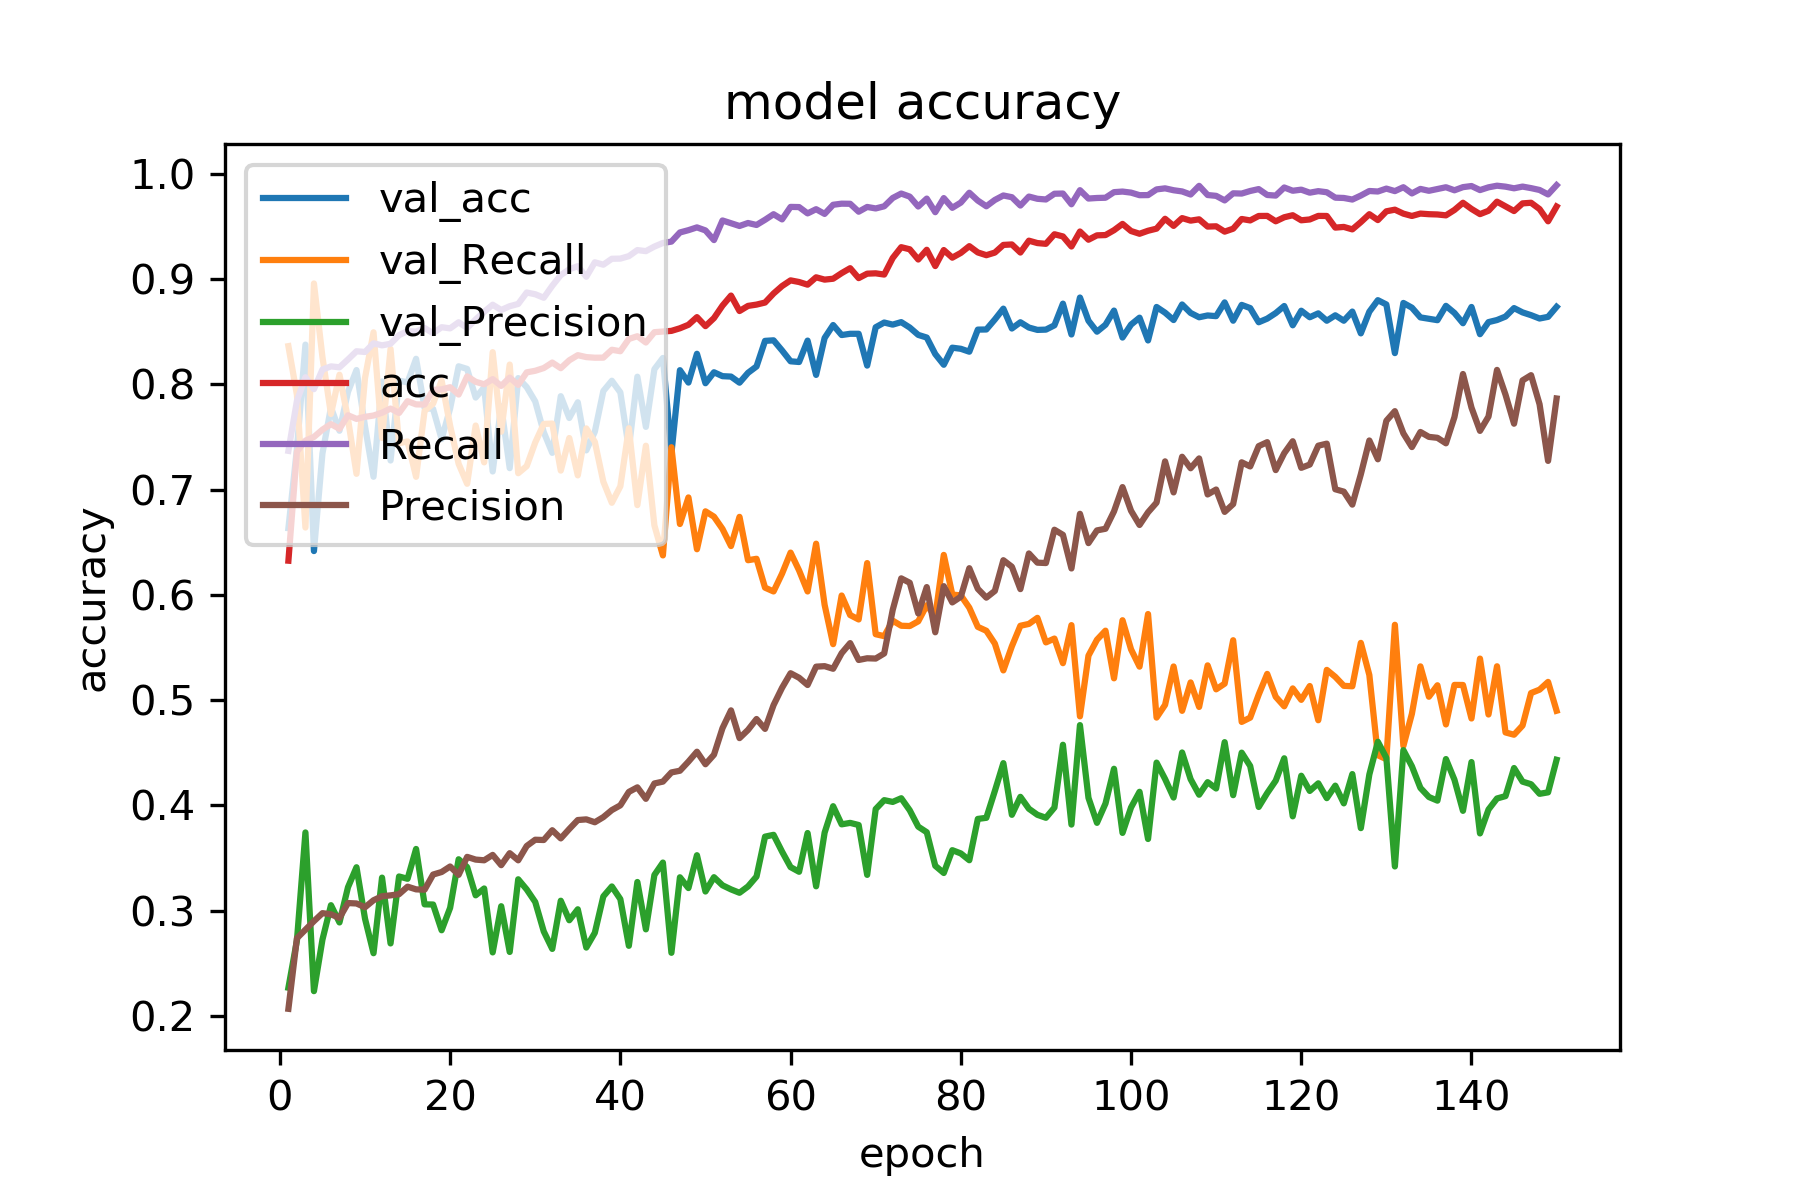 model accuracy
accuracy
1.0
0.9
0.8
0.7
0.6
0.5
0.4
0.3
0.2
val_acc
val_Recall
val_Precision
acc
Recall
Precision
0 20 40 60 80 100 120 140
epoch